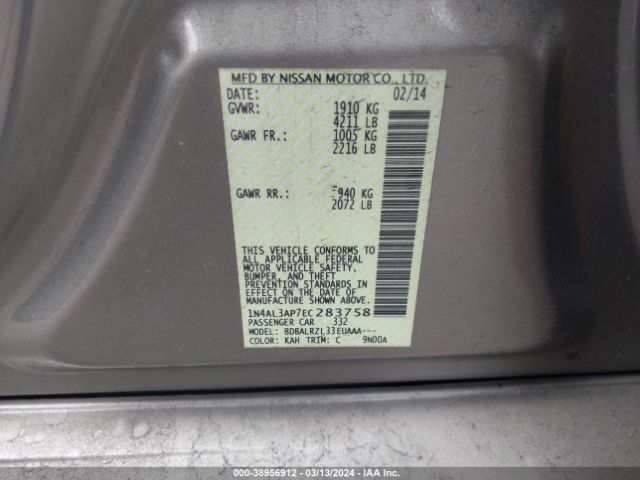 MFD BY NISSAN MOTOR CO., LTD.
DATE: 02/14
GVWR: 1910 KG
4211 LB
GAWR FR.: 1005 KG
2216 LB
GAWR RR.: 940 KG
2072 LB
THIS VEHICLE CONFORMS TO
ALL APPLICABLE FEDERAL
MOTOR VEHICLE SAFETY,
BUMPER, AND THEFT
PREVENTION STANDARDS IN
EFFECT ON THE DATE OF
MANUFACTURE SHOWN ABOVE.
1N4AL3AP7EC283758
PASSENGER CAR 332
MODEL: BDBALRZL33EUAAA---
COLOR: KAH TRIM: C 9N00A
000-38956912 / 03/13/2024 - IAA Inc.